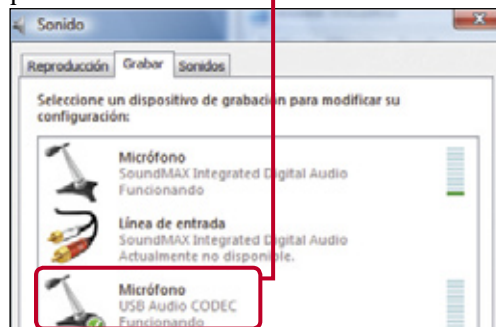 Sonido
Reproducción Grabar Sonidos
Seleccione un dispositivo de grabación para modificar su
configuración:
Micrófono
SoundMAX Integrated Digital Audio
Funcionando
Línea de entrada
SoundMAX Integrated Digital Audio
Actualmente no disponible.
Micrófono
USB Audio CODEC
Funcionando